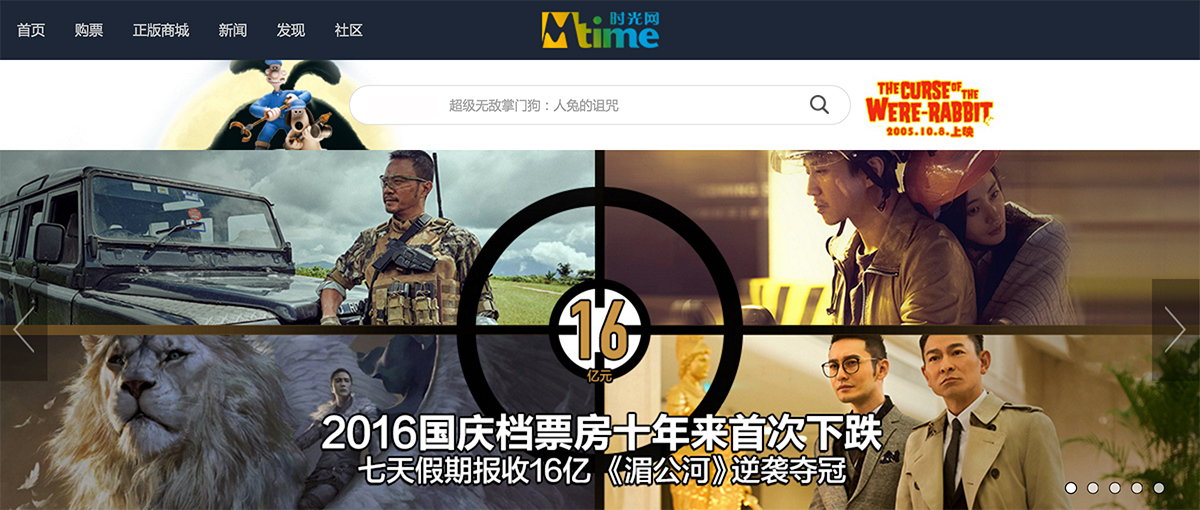 首页 购票 正版商城 新闻 发现 社区
时光网
Mtime
超级无敌掌门狗：人兔的诅咒
THE CURSE OF THE
WERE-RABBIT
2005.10.8.上映
16
亿元
2016国庆档票房十年来首次下跌
七天假期报收16亿《湄公河》逆袭夺冠